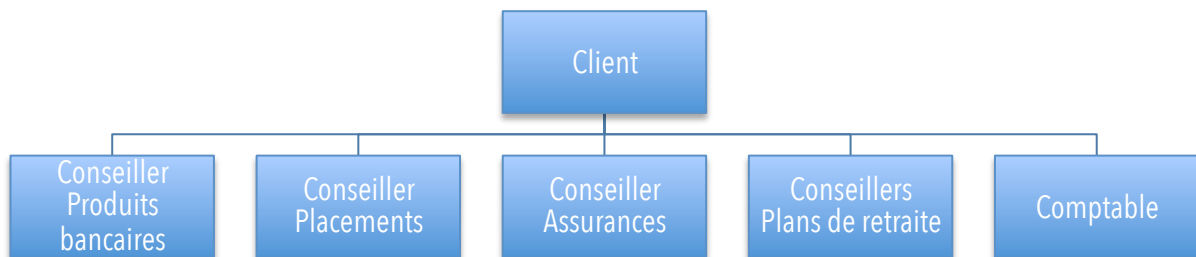 Client
Conseiller
Produits
bancaires
Conseiller
Placements
Conseiller
Assurances
Conseillers
Plans de retraite
Comptable